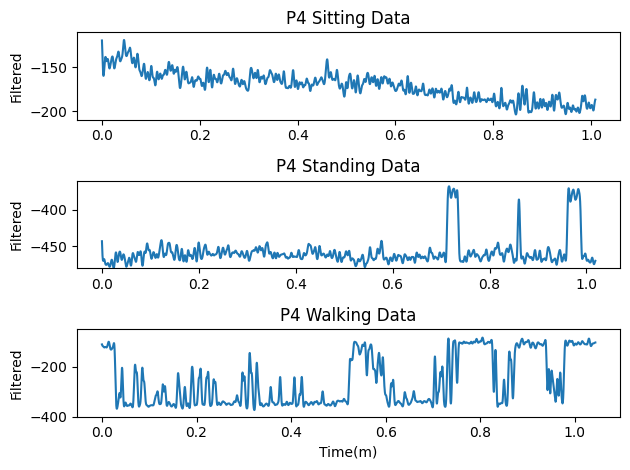 P4 Sitting Data
Filtered
−150
−200
0.0 0.2 0.4 0.6 0.8 1.0
P4 Standing Data
Filtered
−400
−450
0.0 0.2 0.4 0.6 0.8 1.0
P4 Walking Data
Filtered
−200
−400
0.0 0.2 0.4 0.6 0.8 1.0
Time(m)